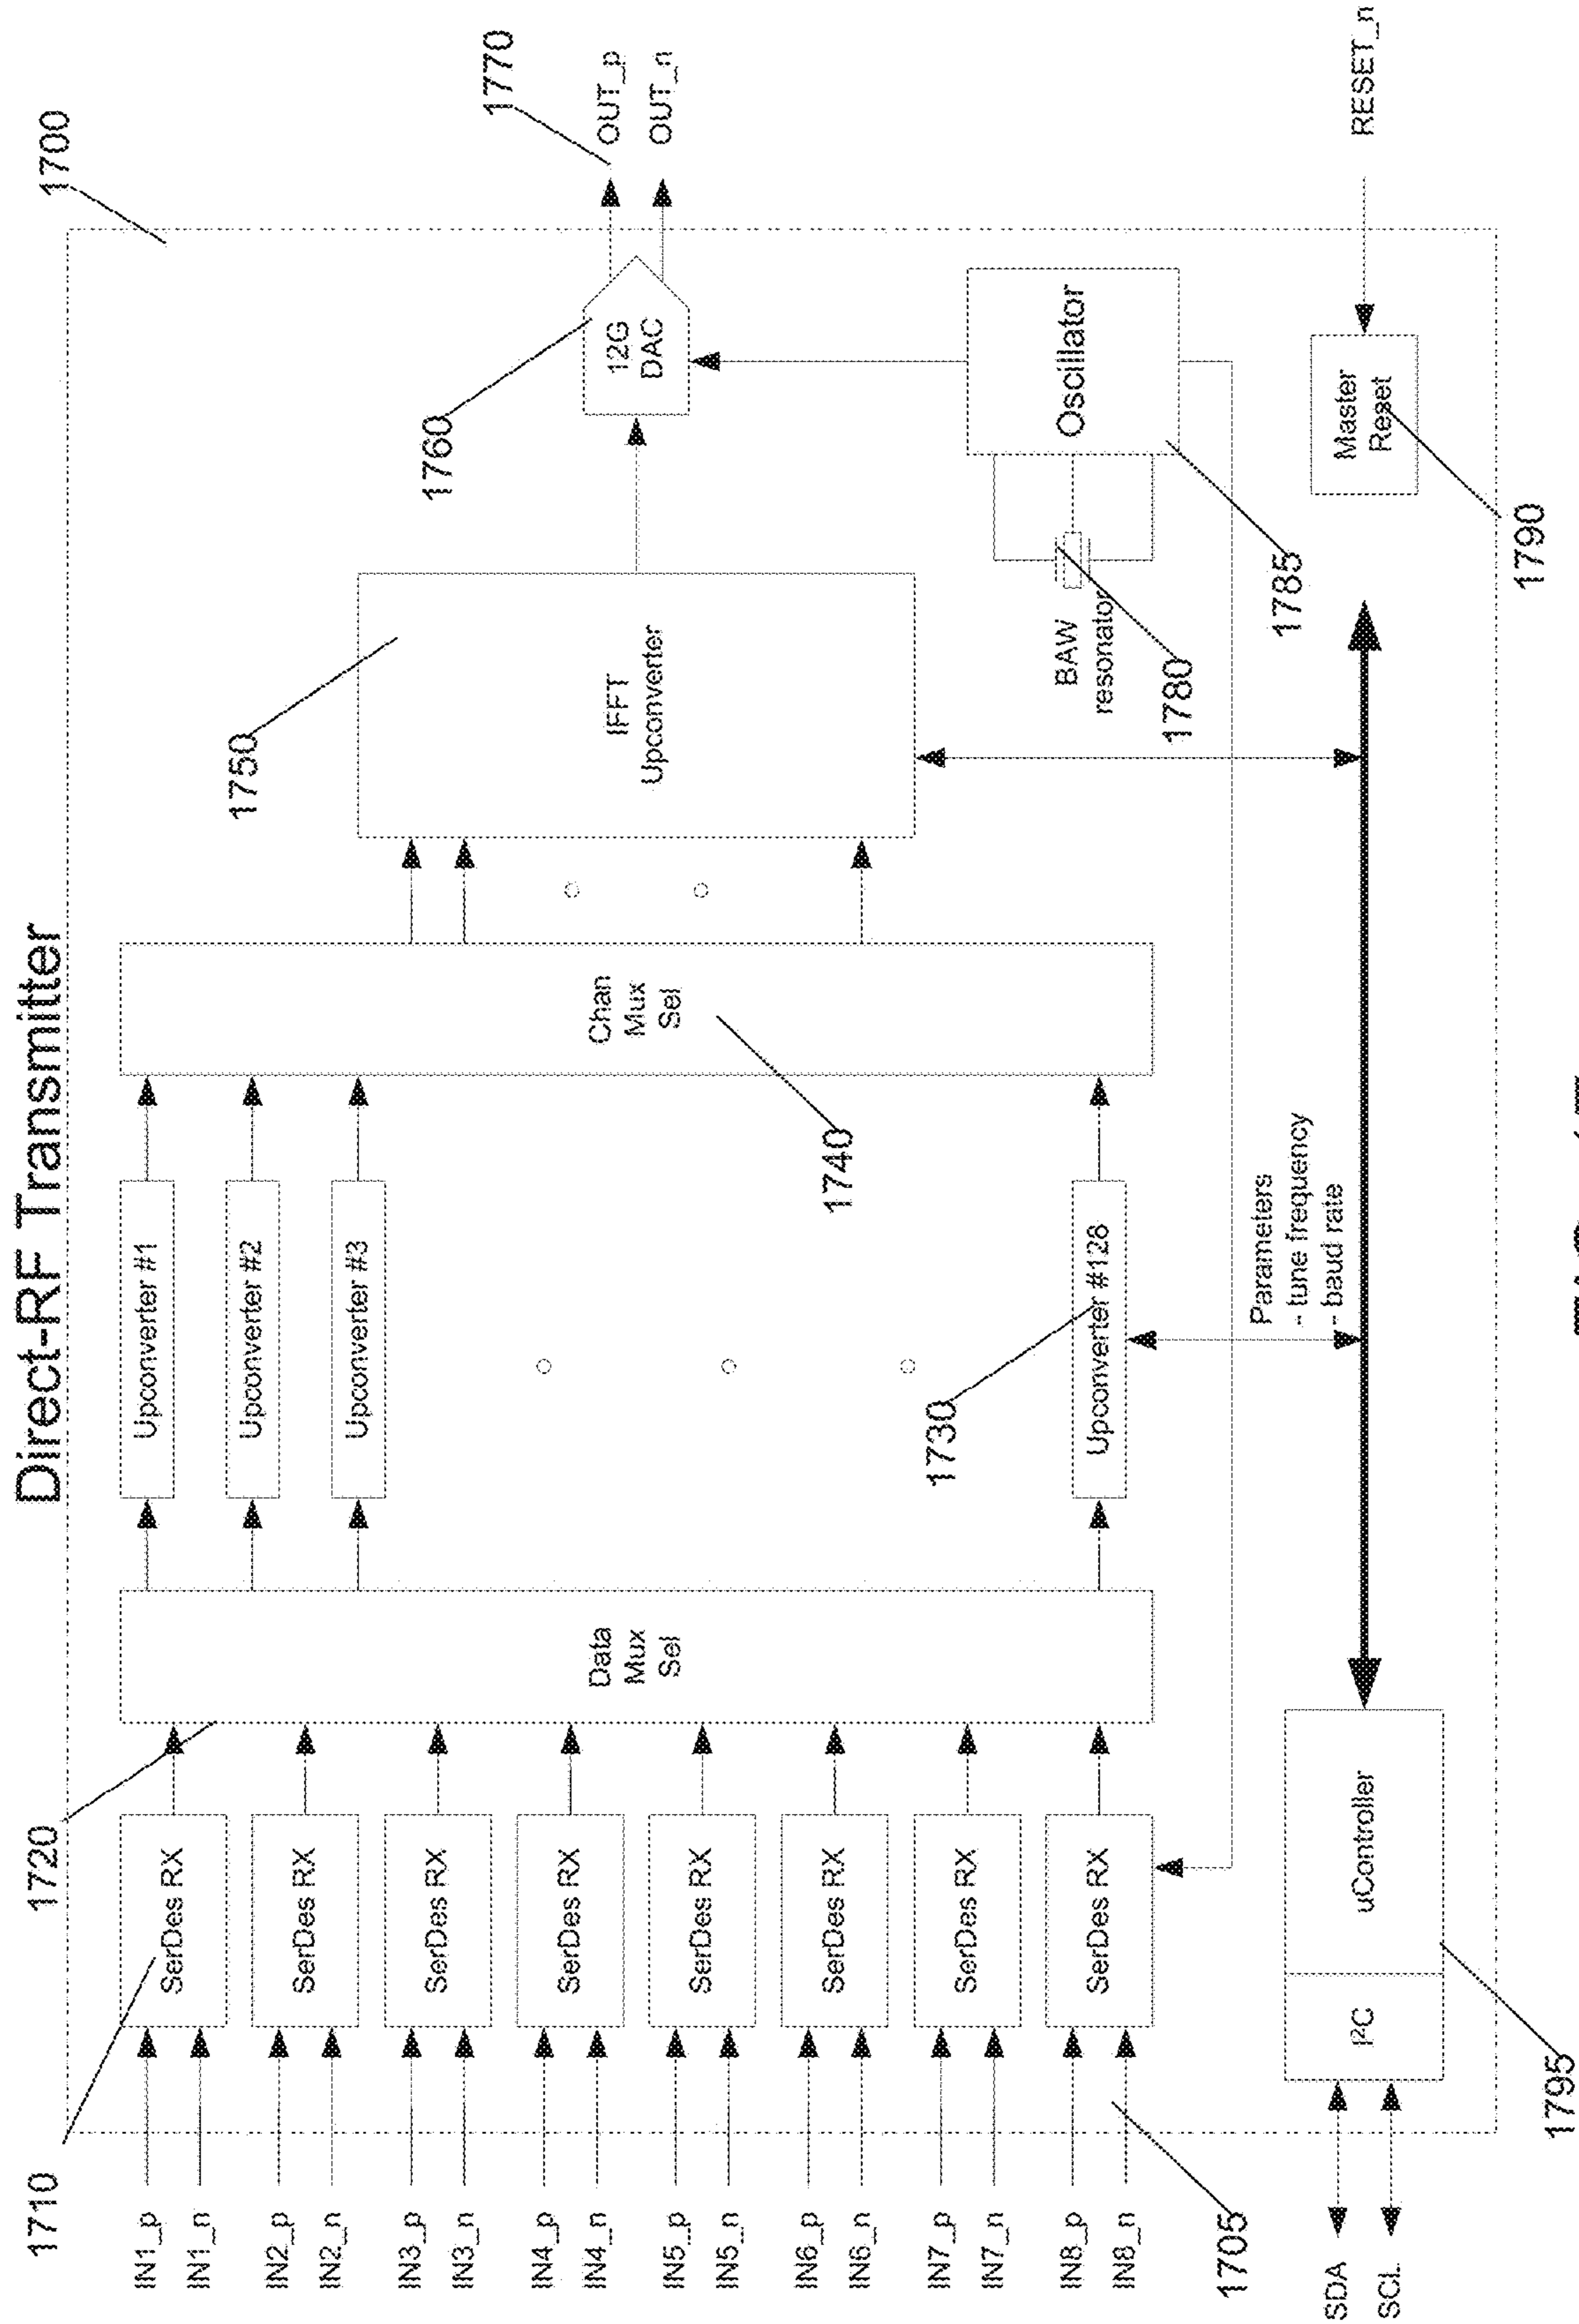 Direct-RF Transmitter
1700
1710
1720
1750
1760
1770
IN1_p
IN1_n
IN2_p
IN2_n
IN3_p
IN3_n
IN4_p
IN4_n
IN5_p
IN5_n
IN6_p
IN6_n
IN7_p
IN7_n
IN8_p
IN8_n
1705
SerDes RX
SerDes RX
SerDes RX
SerDes RX
SerDes RX
SerDes RX
SerDes RX
SerDes RX
Data
Mux
Sel
Upconverter #1
Upconverter #2
Upconverter #3
1730
Upconverter #128
Chan
Mux
Sel
1740
IFFT
Upconverter
12G
DAC
OUT_p
OUT_n
BAW
resonator
1780
Oscillator
1785
Parameters
- tune frequency
- baud rate
SDA
SCL
I²C
uController
1795
Master
Reset
1790
RESET_n